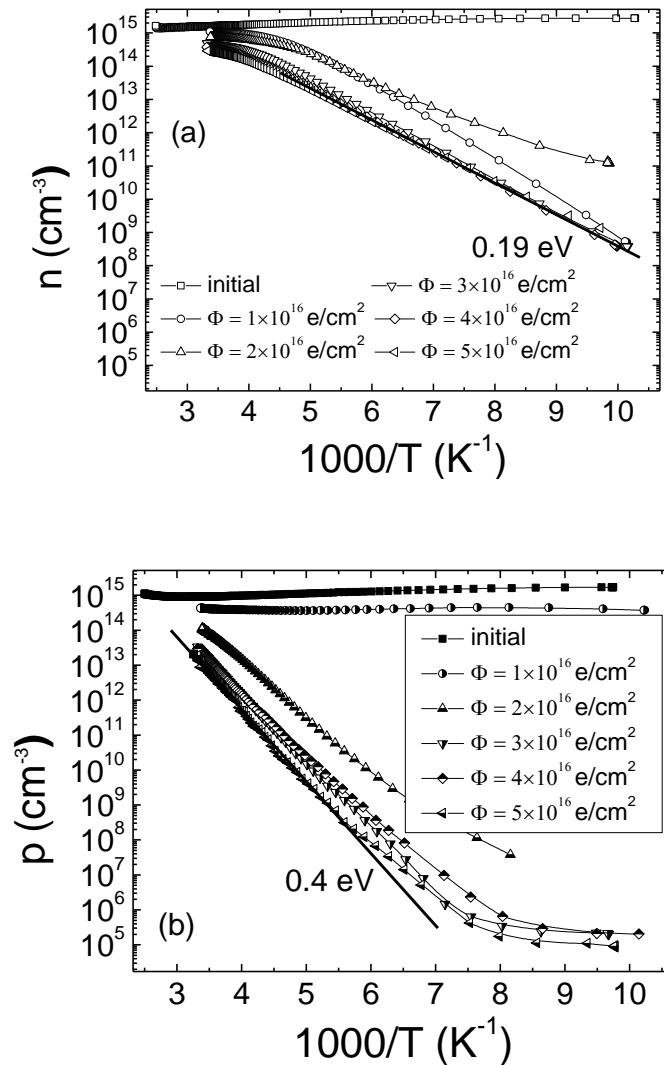 10^15
10^14
10^13
10^12
10^11
10^10
10^9
10^8
10^7
10^6
10^5
n (cm^-3)
(a)
0.19 eV
initial
Φ = 1×10^16 e/cm^2
Φ = 2×10^16 e/cm^2
Φ = 3×10^16 e/cm^2
Φ = 4×10^16 e/cm^2
Φ = 5×10^16 e/cm^2
3 4 5 6 7 8 9 10
1000/T (K^-1)
10^15
10^14
10^13
10^12
10^11
10^10
10^9
10^8
10^7
10^6
10^5
p (cm^-3)
initial
Φ = 1×10^16 e/cm^2
Φ = 2×10^16 e/cm^2
Φ = 3×10^16 e/cm^2
Φ = 4×10^16 e/cm^2
Φ = 5×10^16 e/cm^2
0.4 eV
(b)
3 4 5 6 7 8 9 10
1000/T (K^-1)